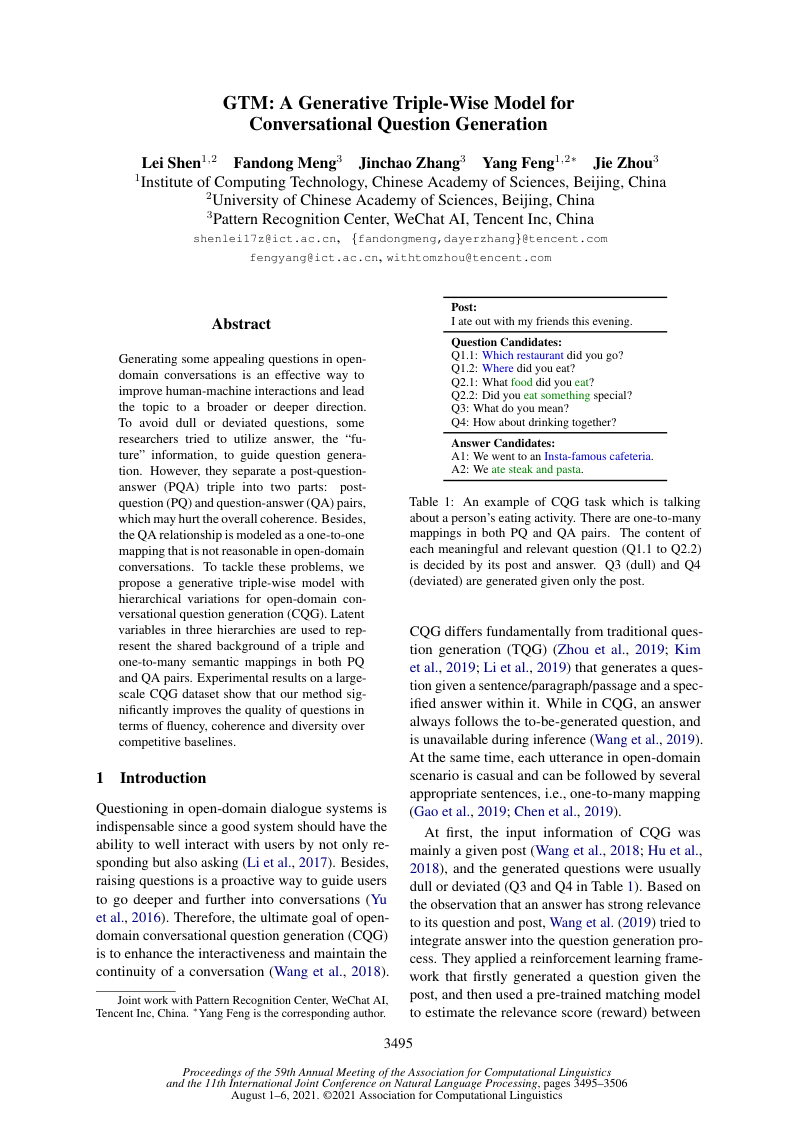 GTM: A Generative Triple-Wise Model for
Conversational Question Generation
Lei Shen1,2 Fandong Meng3 Jinchao Zhang3 Yang Feng1,2∗ Jie Zhou3
1Institute of Computing Technology, Chinese Academy of Sciences, Beijing, China
2University of Chinese Academy of Sciences, Beijing, China
3Pattern Recognition Center, WeChat AI, Tencent Inc, China
shenlei17z@ict.ac.cn, {fandongmeng,dayerzhang}@tencent.com
fengyang@ict.ac.cn, withtomzhou@tencent.com
Abstract
Generating some appealing questions in open-
domain conversations is an effective way to
improve human-machine interactions and lead
the topic to a broader or deeper direction.
To avoid dull or deviated questions, some
researchers tried to utilize answer, the “fu-
ture” information, to guide question genera-
tion. However, they separate a post-question-
answer (PQA) triple into two parts: post-
question (PQ) and question-answer (QA) pairs,
which may hurt the overall coherence. Besides,
the QA relationship is modeled as a one-to-one
mapping that is not reasonable in open-domain
conversations. To tackle these problems, we
propose a generative triple-wise model with
hierarchical variations for open-domain con-
versational question generation (CQG). Latent
variables in three hierarchies are used to rep-
resent the shared background of a triple and
one-to-many semantic mappings in both PQ
and QA pairs. Experimental results on a large-
scale CQG dataset show that our method sig-
nificantly improves the quality of questions in
terms of fluency, coherence and diversity over
competitive baselines.
1 Introduction
Questioning in open-domain dialogue systems is
indispensable since a good system should have the
ability to well interact with users by not only re-
sponding but also asking (Li et al., 2017). Besides,
raising questions is a proactive way to guide users
to go deeper and further into conversations (Yu
et al., 2016). Therefore, the ultimate goal of open-
domain conversational question generation (CQG)
is to enhance the interactiveness and maintain the
continuity of a conversation (Wang et al., 2018).
Joint work with Pattern Recognition Center, WeChat AI,
Tencent Inc, China. ∗Yang Feng is the corresponding author.
Post:
I ate out with my friends this evening.
Question Candidates:
Q1.1: Which restaurant did you go?
Q1.2: Where did you eat?
Q2.1: What food did you eat?
Q2.2: Did you eat something special?
Q3: What do you mean?
Q4: How about drinking together?
Answer Candidates:
A1: We went to an Insta-famous cafeteria.
A2: We ate steak and pasta.
Table 1: An example of CQG task which is talking
about a person’s eating activity. There are one-to-many
mappings in both PQ and QA pairs. The content of
each meaningful and relevant question (Q1.1 to Q2.2)
is decided by its post and answer. Q3 (dull) and Q4
(deviated) are generated given only the post.
CQG differs fundamentally from traditional ques-
tion generation (TQG) (Zhou et al., 2019; Kim
et al., 2019; Li et al., 2019) that generates a ques-
tion given a sentence/paragraph/passage and a spec-
ified answer within it. While in CQG, an answer
always follows the to-be-generated question, and
is unavailable during inference (Wang et al., 2019).
At the same time, each utterance in open-domain
scenario is casual and can be followed by several
appropriate sentences, i.e., one-to-many mapping
(Gao et al., 2019; Chen et al., 2019).
At first, the input information of CQG was
mainly a given post (Wang et al., 2018; Hu et al.,
2018), and the generated questions were usually
dull or deviated (Q3 and Q4 in Table 1). Based on
the observation that an answer has strong relevance
to its question and post, Wang et al. (2019) tried to
integrate answer into the question generation pro-
cess. They applied a reinforcement learning frame-
work that firstly generated a question given the
post, and then used a pre-trained matching model
to estimate the relevance score (reward) between
3495
Proceedings of the 59th Annual Meeting of the Association for Computational Linguistics
and the 11th International Joint Conference on Natural Language Processing, pages 3495–3506
August 1–6, 2021. ©2021 Association for Computational Linguistics